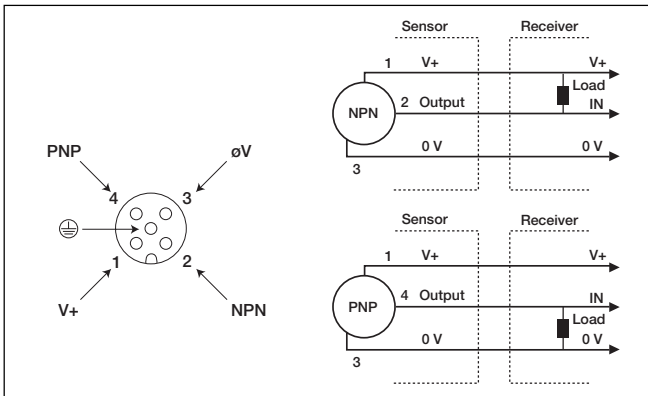 PNP
øV
4
3
1
2
V+
NPN
Sensor
Receiver
1
V+
V+
Load
NPN
2
Output
IN
0 V
0 V
3
Sensor
Receiver
1
V+
V+
PNP
4
Output
IN
Load
0 V
0 V
3